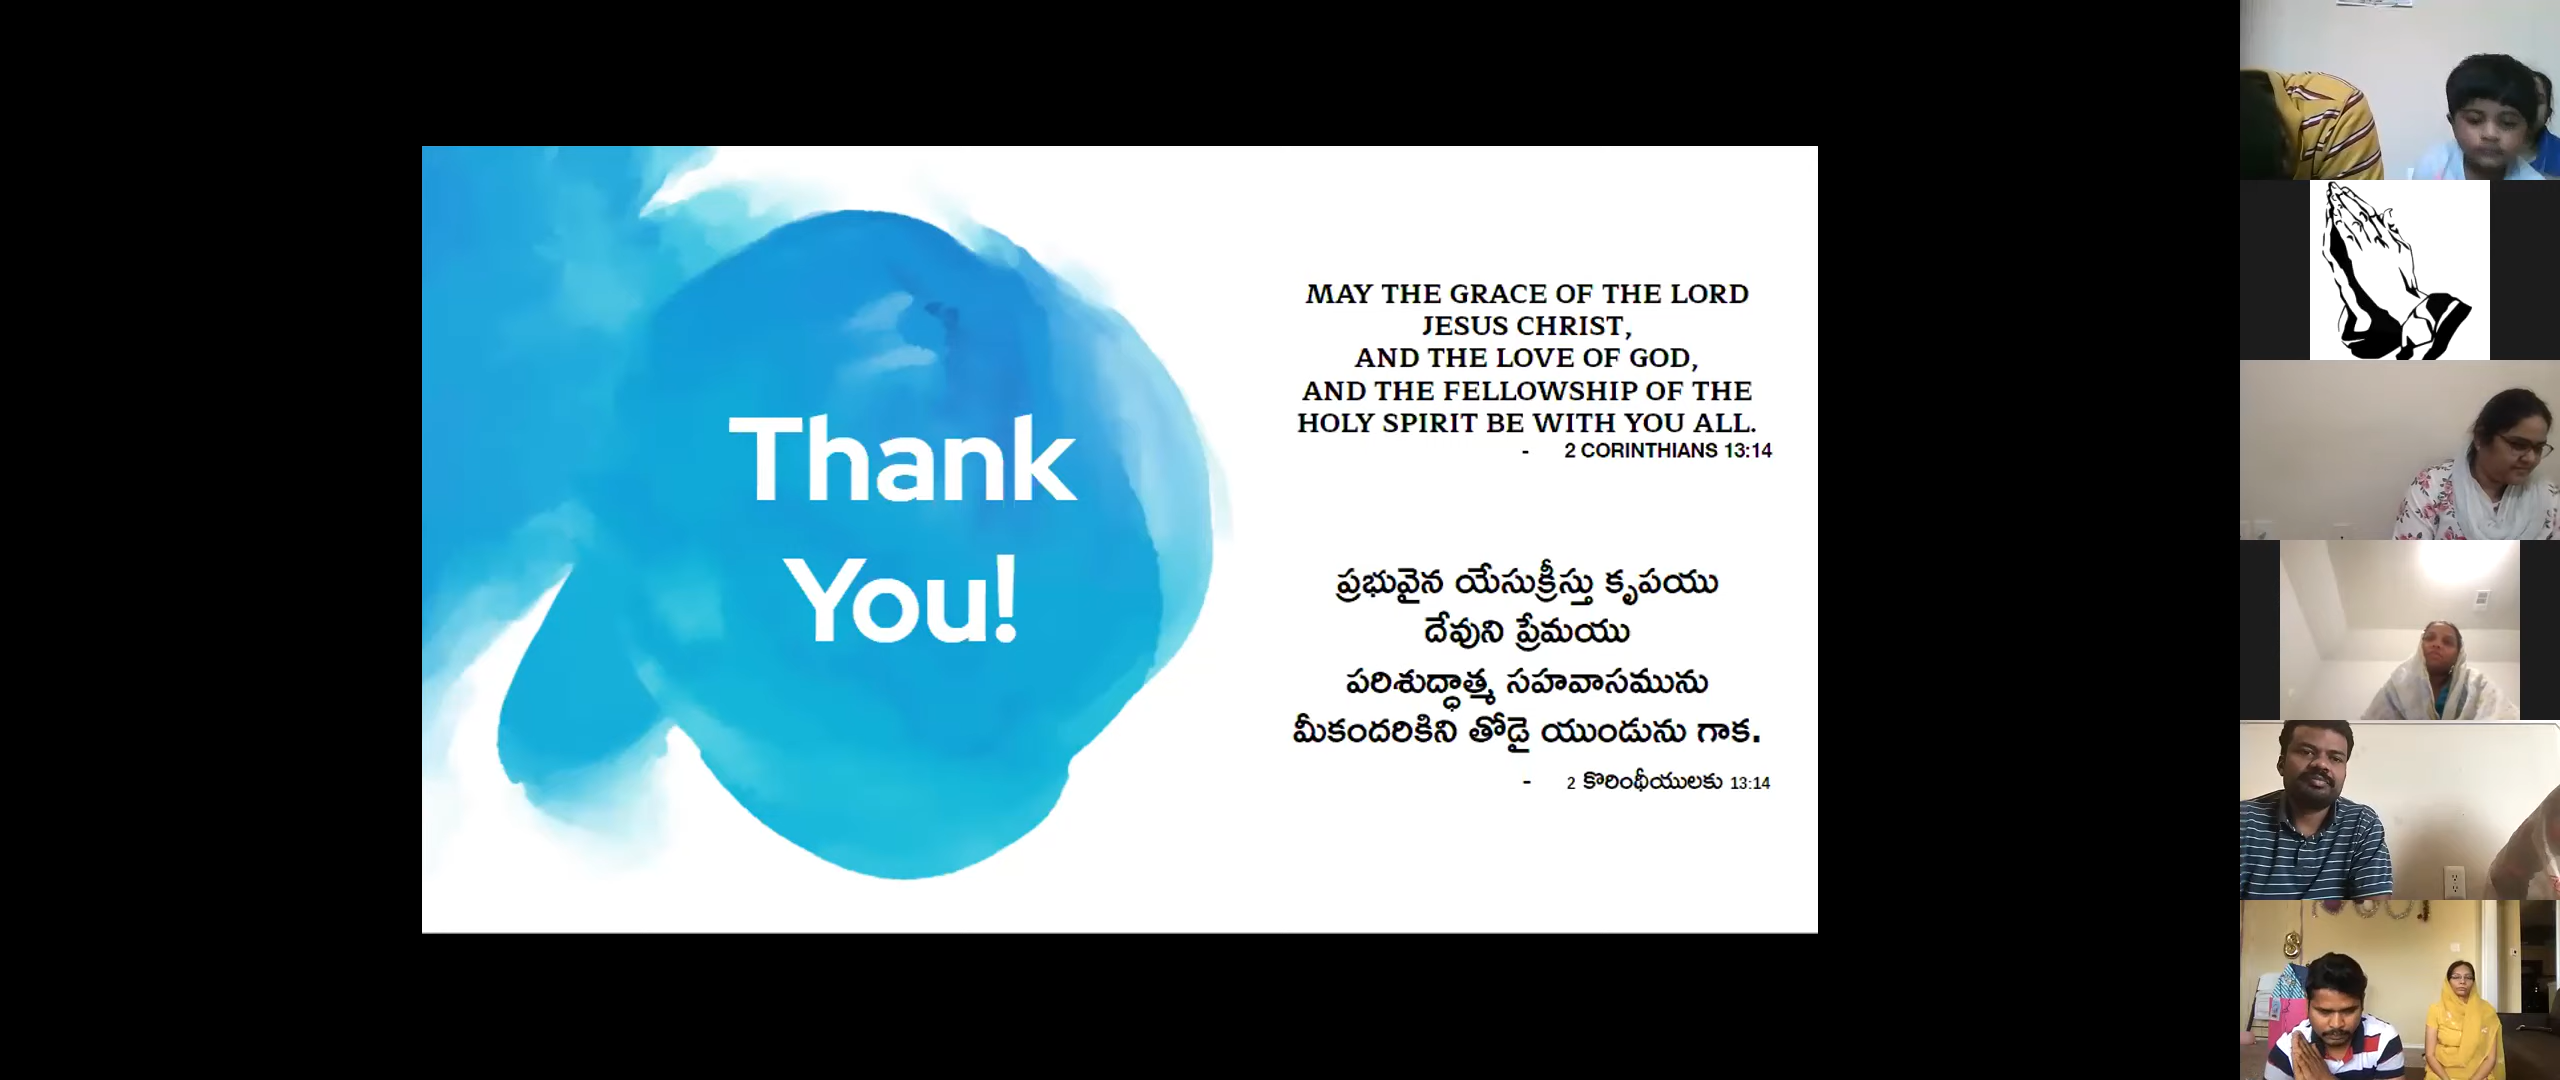 Thank
You!
MAY THE GRACE OF THE LORD
JESUS CHRIST,
AND THE LOVE OF GOD,
AND THE FELLOWSHIP OF THE
HOLY SPIRIT BE WITH YOU ALL.
- 2 CORINTHIANS 13:14
ప్రభువైన యేసుక్రీస్తు కృపయు
దేవుని ప్రేమయు
పరిశుద్ధాత్మ సహవాసమును
మీకందరికిని తోడై యుండును గాక.
- 2 కొరింథీయులకు 13:14